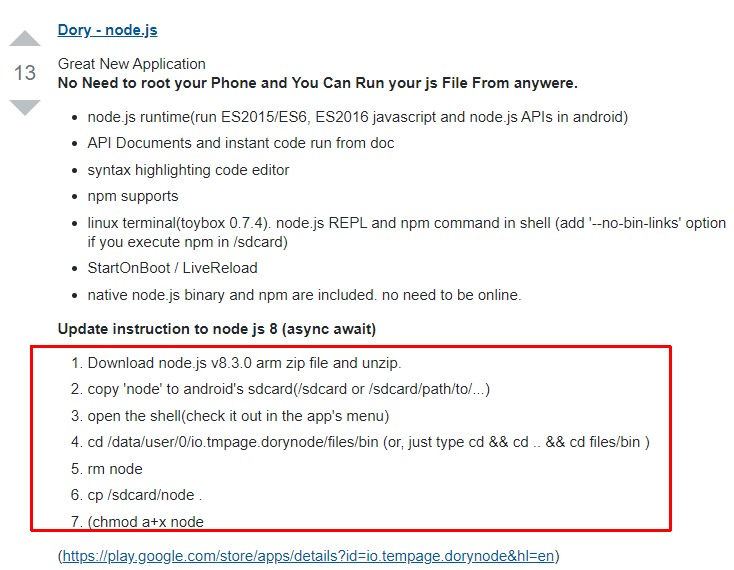 Dory - node.js
13
Great New Application
No Need to root your Phone and You Can Run your js File From anywere.
• node.js runtime(run ES2015/ES6, ES2016 javascript and node.js APIs in android)
• API Documents and instant code run from doc
• syntax highlighting code editor
• npm supports
• linux terminal(toybox 0.7.4). node.js REPL and npm command in shell (add '--no-bin-links' option
if you execute npm in /sdcard)
• StartOnBoot / LiveReload
• native node.js binary and npm are included. no need to be online.
Update instruction to node js 8 (async await)
1. Download node.js v8.3.0 arm zip file and unzip.
2. copy 'node' to android's sdcard(/sdcard or /sdcard/path/to/...)
3. open the shell(check it out in the app's menu)
4. cd /data/user/0/io.tmpage.dorynode/files/bin (or, just type cd && cd .. && cd files/bin )
5. rm node
6. cp /sdcard/node .
7. (chmod a+x node
(https://play.google.com/store/apps/details?id=io.tempage.dorynode&hl=en)